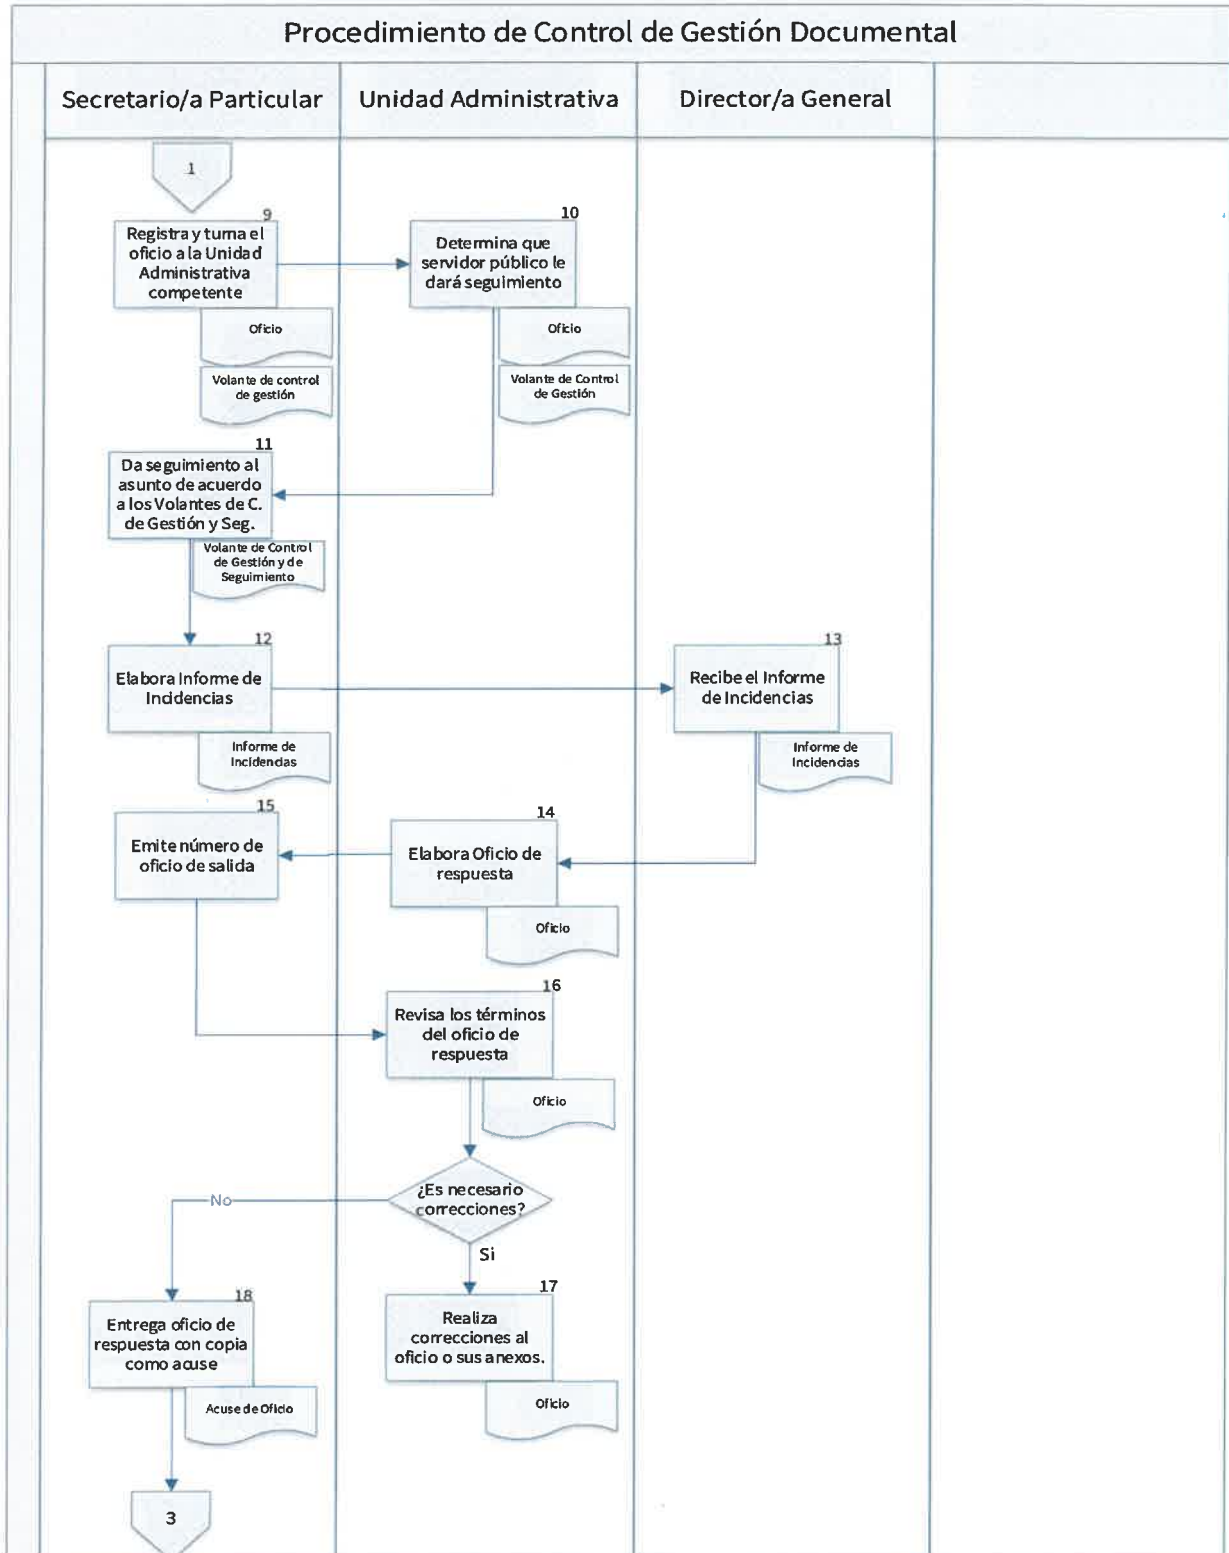 Procedimiento de Control de Gestión Documental
Secretario/a Particular
Unidad Administrativa
Director/a General
1
9
Registra y turna el
oficio a la Unidad
Administrativa
competente
Oficio
Volante de control
de gestión
10
Determina que
servidor público le
dará seguimiento
Oficio
Volante de Control
de Gestión
11
Da seguimiento al
asunto de acuerdo
a los Volantes de C.
de Gestión y Seg.
Volante de Control
de Gestión y de
Seguimiento
12
Elabora Informe de
Incidencias
Informe de
Incidencias
13
Recibe el Informe
de Incidencias
Informe de
Incidencias
14
Elabora Oficio de
respuesta
Oficio
15
Emite número de
oficio de salida
16
Revisa los términos
del oficio de
respuesta
Oficio
¿Es necesario
correcciones?
No
Si
17
Realiza
correcciones al
oficio o sus anexos.
Oficio
18
Entrega oficio de
respuesta con copia
como acuse
Acuse de Oficio
3